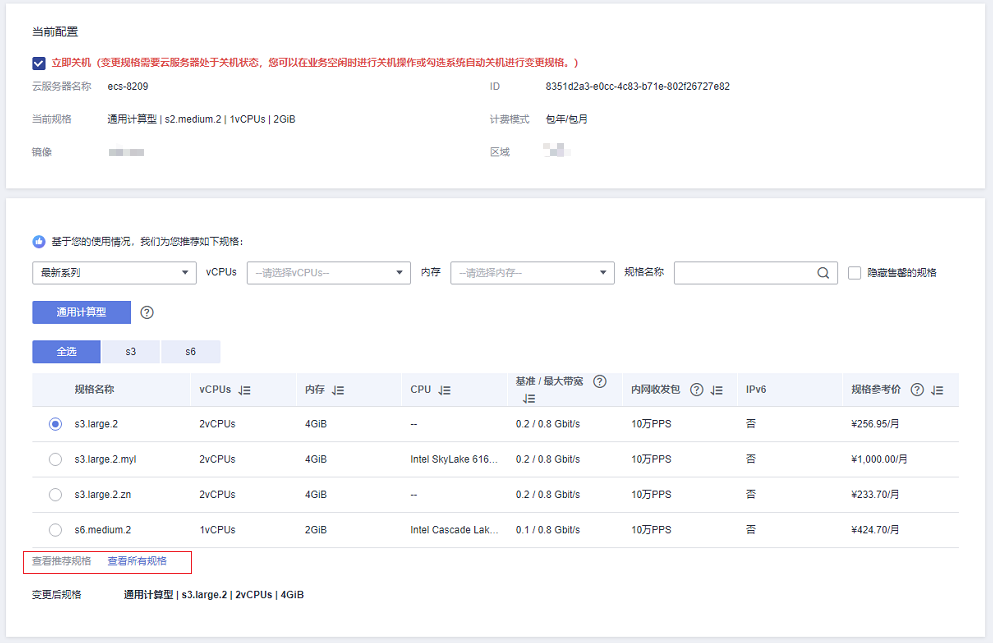 当前配置
立即关机（变更规格需要云服务器处于关机状态，您可以在业务空闲时进行关机操作或勾选系统自动关机进行变更规格。）
云服务器名称 ecs-8209 ID 8351d2a3-e0cc-4c83-b71e-802f26727e82
当前规格 通用计算型 | s2.medium.2 | 1vCPUs | 2GiB 计费模式 包年/包月
镜像 区域
基于您的使用情况，我们为您推荐如下规格：
最新系列 vCPUs --请选择vCPUs-- 内存 --请选择内存-- 规格名称 隐藏售罄的规格
通用计算型 ?
全选 s3 s6
规格名称 vCPUs 内存 CPU 基准 / 最大带宽 ? 内网收发包 ? IPv6 规格参考价 ?
s3.large.2 2vCPUs 4GiB -- 0.2 / 0.8 Gbit/s 10万PPS 否 ¥256.95/月
s3.large.2.myl 2vCPUs 4GiB Intel SkyLake 616... 0.2 / 0.8 Gbit/s 10万PPS 否 ¥1,000.00/月
s3.large.2.zn 2vCPUs 4GiB -- 0.2 / 0.8 Gbit/s 10万PPS 否 ¥233.70/月
s6.medium.2 1vCPUs 2GiB Intel Cascade Lak... 0.1 / 0.8 Gbit/s 10万PPS 否 ¥424.70/月
查看推荐规格 查看所有规格
变更后规格 通用计算型 | s3.large.2 | 2vCPUs | 4GiB